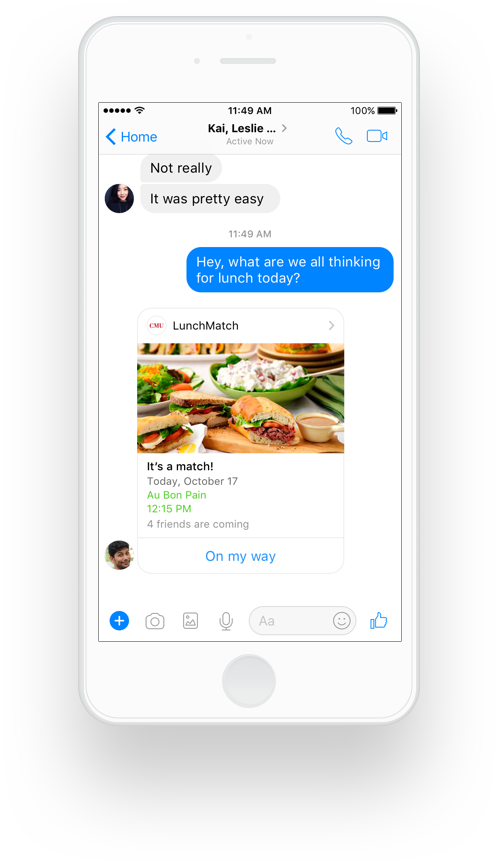 11:49 AM
100%
Home
Kai, Leslie ...
Active Now
Not really
It was pretty easy
11:49 AM
Hey, what are we all thinking
for lunch today?
CMU
LunchMatch
It's a match!
Today, October 17
Au Bon Pain
12:15 PM
4 friends are coming
On my way
Aa